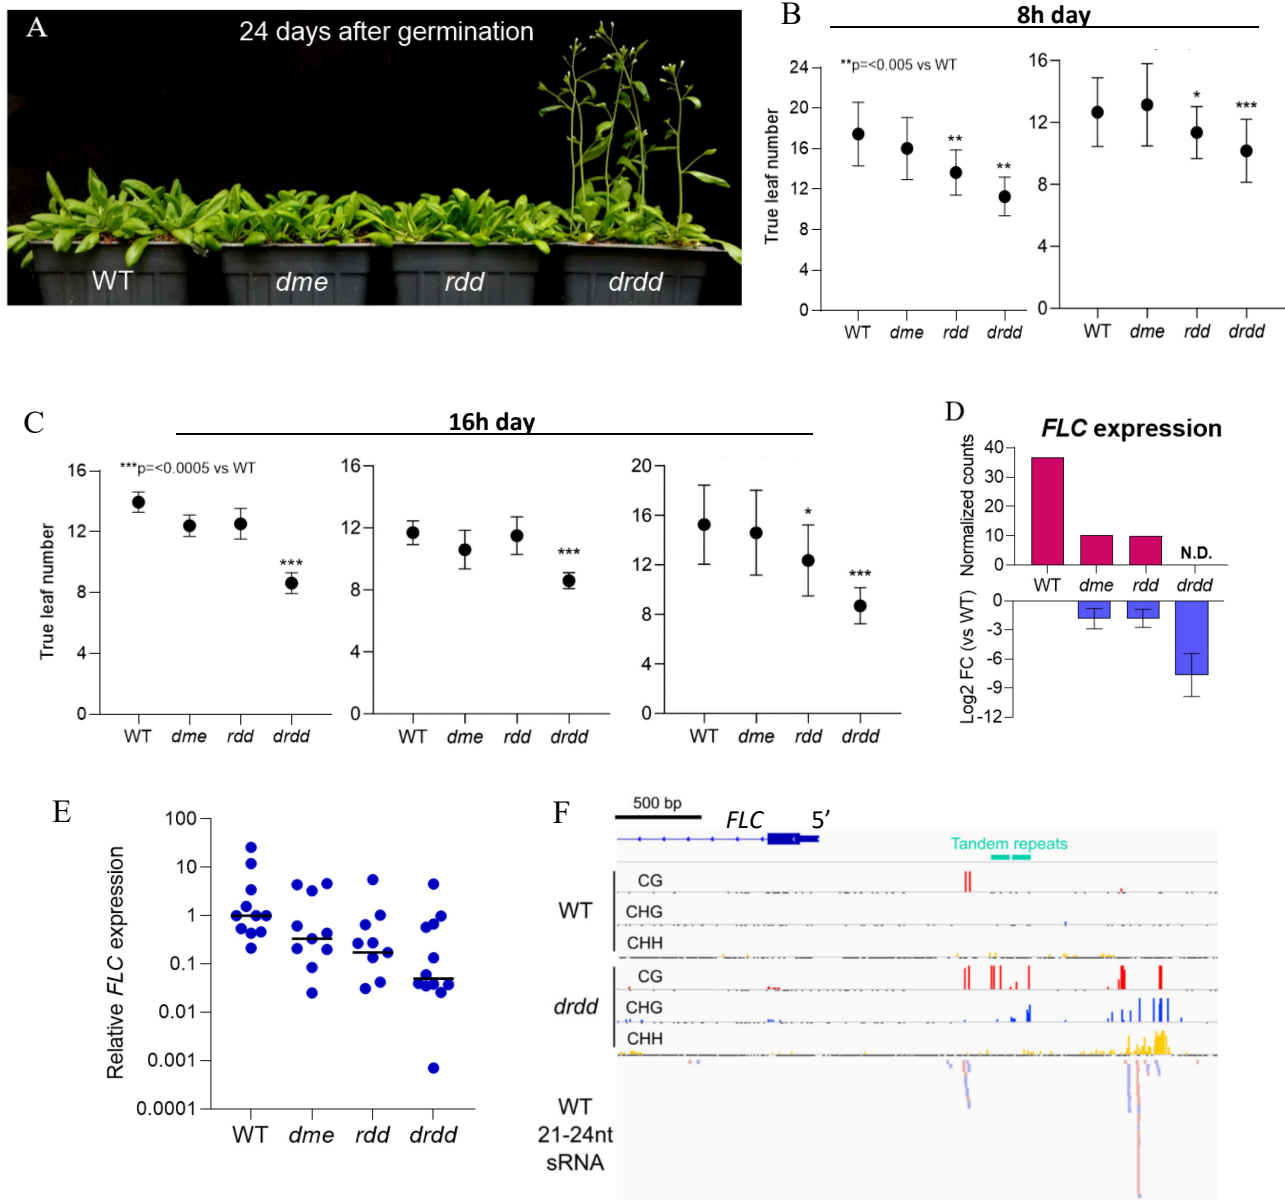 A
24 days after germination
WT
dme
rdd
drdd
B
8h day
**p=<0.005 vs WT
True leaf number
24
20
16
12
8
4
0
**
**
WT
dme
rdd
drdd
16
12
8
4
0
*
***
WT
dme
rdd
drdd
C
16h day
***p=<0.0005 vs WT
True leaf number
16
12
8
4
0
***
WT
dme
rdd
drdd
16
12
8
4
0
***
WT
dme
rdd
drdd
20
16
12
8
4
0
*
***
WT
dme
rdd
drdd
D
FLC expression
Normalized counts
40
30
20
10
0
N.D.
WT
dme
rdd
drdd
Log2 FC (vs WT)
0
-3
-6
-9
-12
E
Relative FLC expression
100
10
1
0.1
0.01
0.001
0.0001
WT
dme
rdd
drdd
F
500 bp
FLC
5’
Tandem repeats
WT
CG
CHG
CHH
drdd
CG
CHG
CHH
WT
21-24nt
sRNA